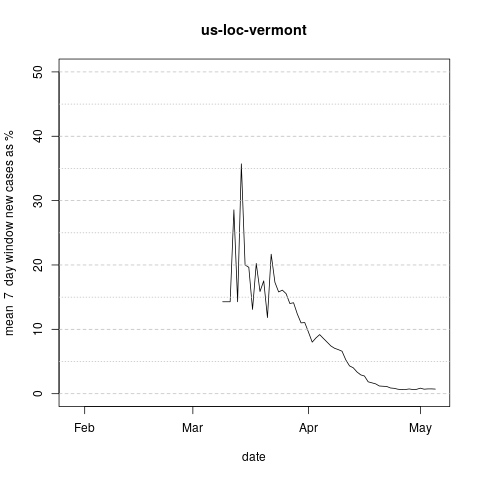 us-loc-vermont
mean 7 day window new cases as %
50
40
30
20
10
0
Feb
Mar
Apr
May
date